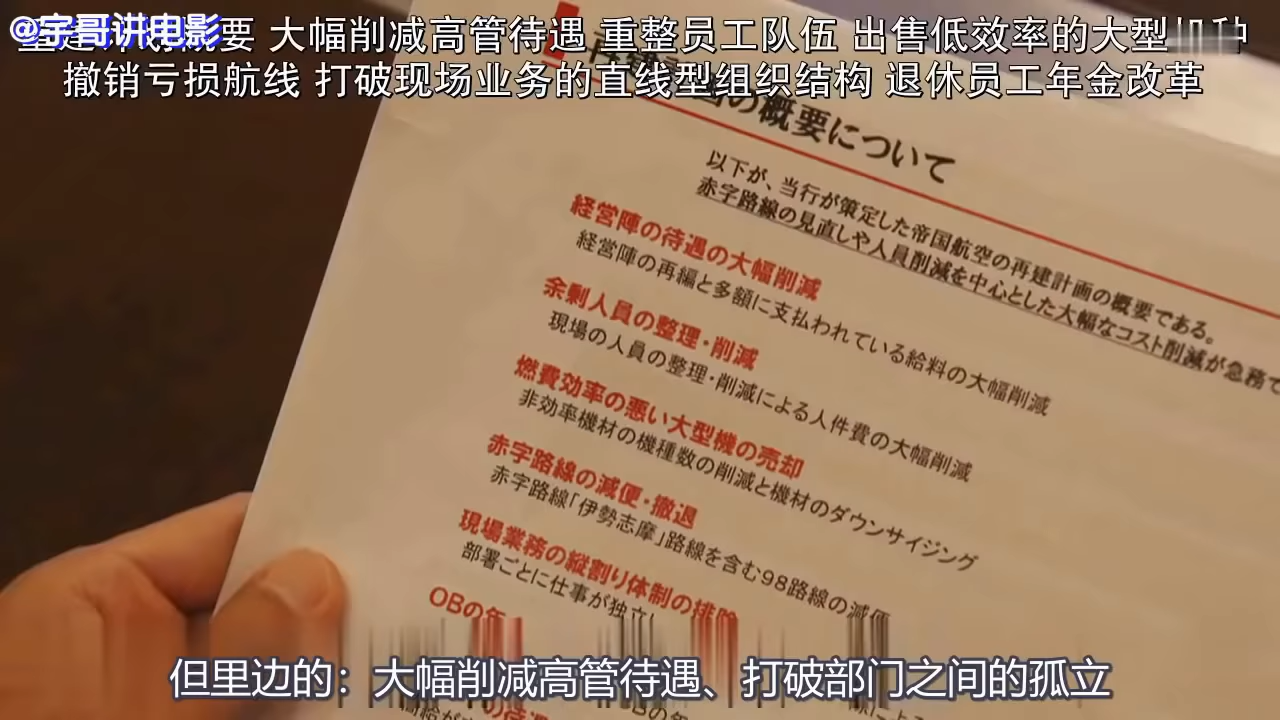 @宇哥讲电影
要 大幅削减高管待遇 重整员工队伍 出售低效率的大型
撤销亏损航线 打破现场业务的直线型组织结构 退休员工年金改革
の概要について
以下が、当行が策定した帝国航空の再建計画の概要である。
赤字路線の見直しや人員削減を中心とした大幅なコスト削減が急務で
経営陣の待遇の大幅削減
経営陣の再編と多額に支払われている給料の大幅削減
余剰人員の整理・削減
現場の人員の整理・削減による人件費の大幅削減
燃費効率の悪い大型機の売却
非効率機材の機種数の削減と機材のダウンサイジング
赤字路線の減便・撤退
赤字路線「伊勢志摩」路線を含む98路線の減便
現場業務の縦割り体制の排除
部署ごとに仕事が独立し
OBの年
但里边的：大幅削减高管待遇、打破部门之间的孤立